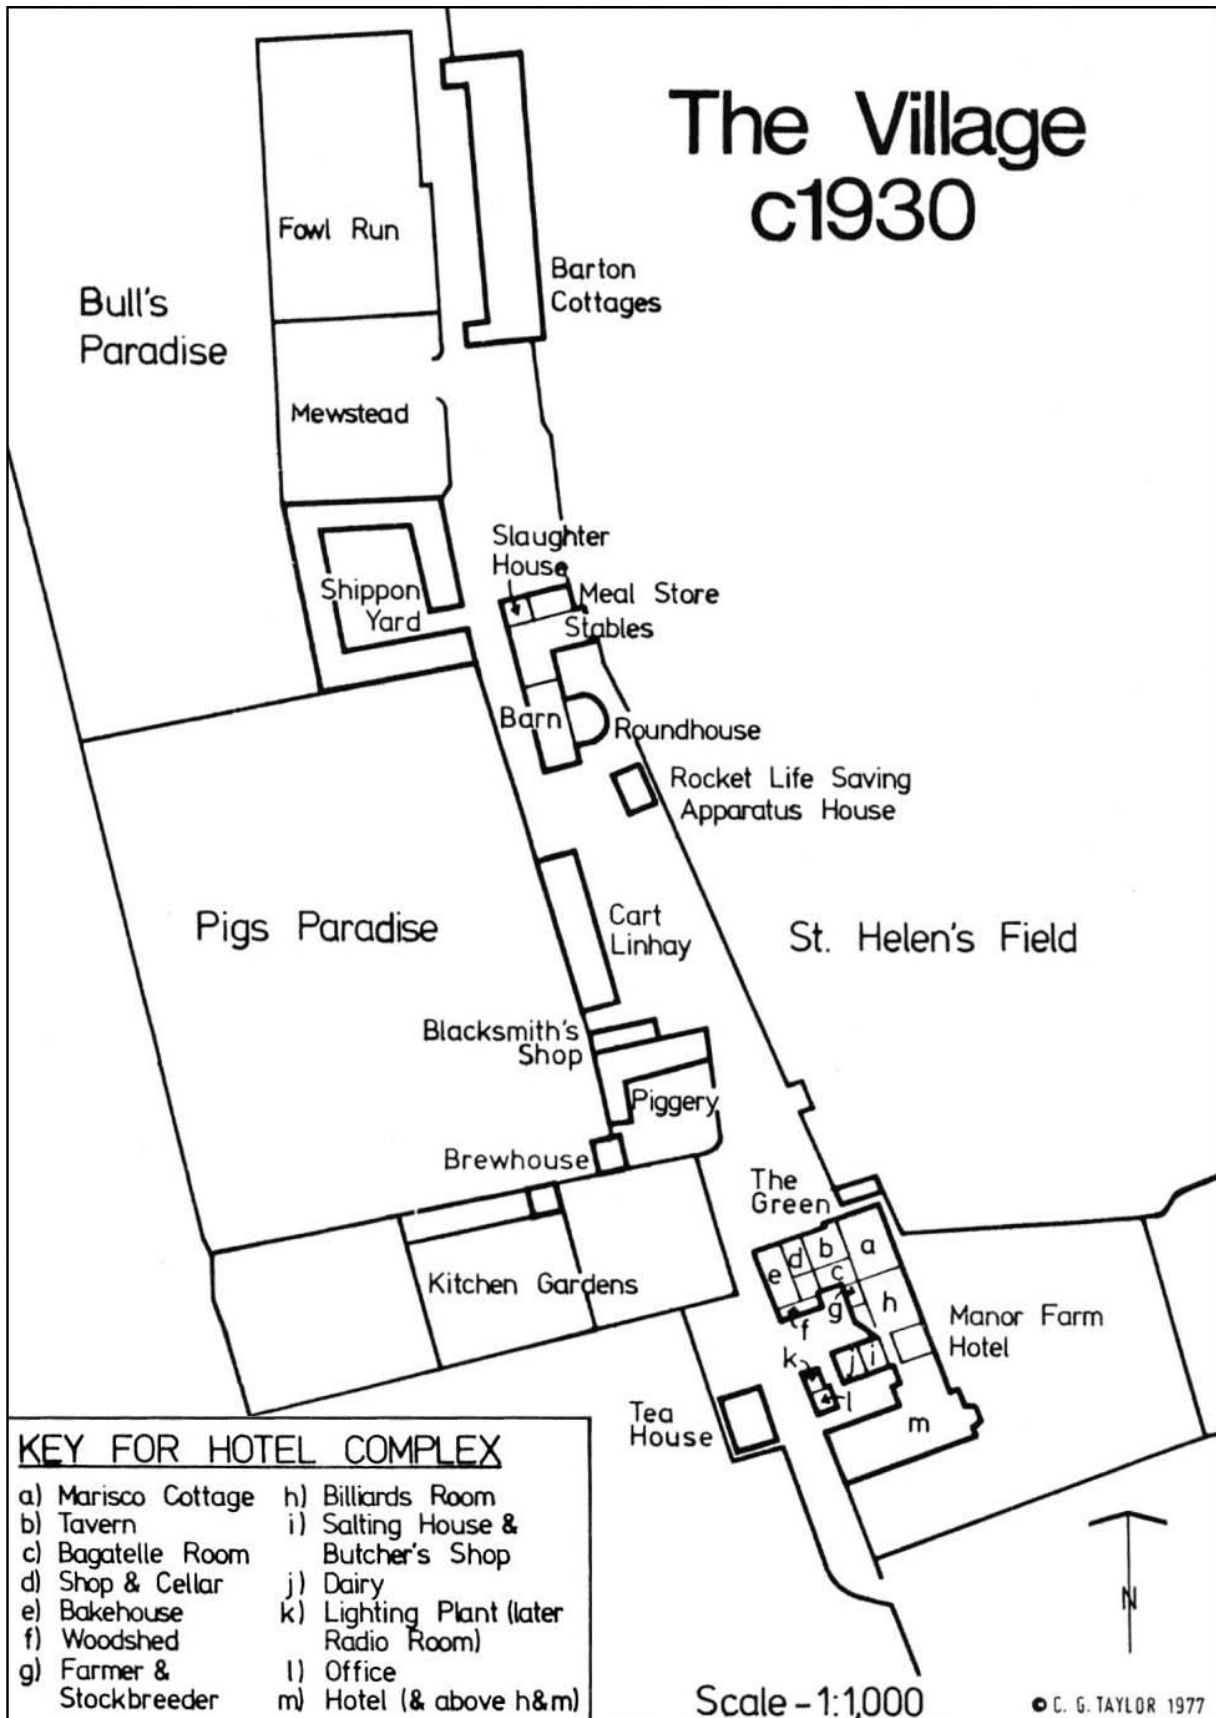 The Village
c1930
Fowl Run
Barton
Cottages
Bull's
Paradise
Mewstead
Slaughter
House
Meal Store
Shippon
Yard
Stables
Barn
Roundhouse
Rocket Life Saving
Apparatus House
Pigs Paradise
Cart
Linhay
St. Helen's Field
Blacksmith's
Shop
Piggery
Brewhouse
The
Green
a
b
c
d
e
f
g
h
i
j
k
l
m
Kitchen Gardens
Manor Farm
Hotel
Tea
House
KEY FOR HOTEL COMPLEX
a) Marisco Cottage
b) Tavern
c) Bagatelle Room
d) Shop & Cellar
e) Bakehouse
f) Woodshed
g) Farmer &
Stockbreeder
h) Billiards Room
i) Salting House &
Butcher's Shop
j) Dairy
k) Lighting Plant (later
Radio Room)
l) Office
m) Hotel (& above h&m)
N
Scale - 1:1,000
© C. G. TAYLOR 1977